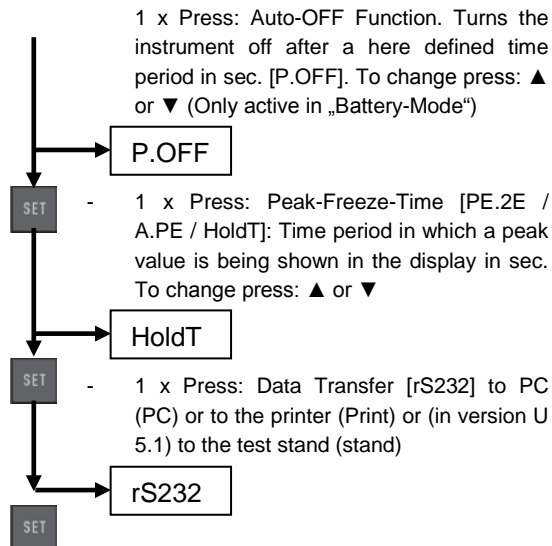 1 x Press: Auto-OFF Function. Turns the
instrument off after a here defined time
period in sec. [P.OFF]. To change press: ▲
or ▼ (Only active in „Battery-Mode“)
P.OFF
SET
- 1 x Press: Peak-Freeze-Time [PE.2E /
A.PE / HoldT]: Time period in which a peak
value is being shown in the display in sec.
To change press: ▲ or ▼
HoldT
SET
- 1 x Press: Data Transfer [rS232] to PC
(PC) or to the printer (Print) or (in version U
5.1) to the test stand (stand)
rS232
SET